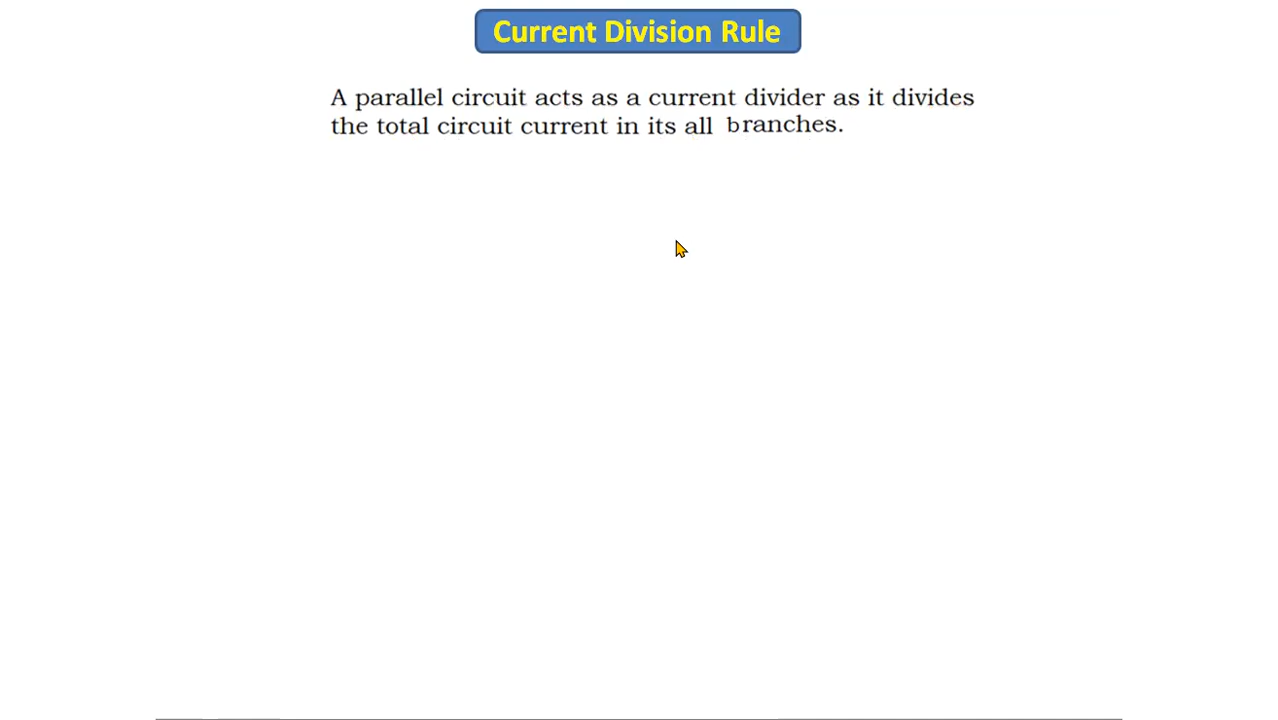 Current Division Rule
A parallel circuit acts as a current divider as it divides
the total circuit current in its all branches.